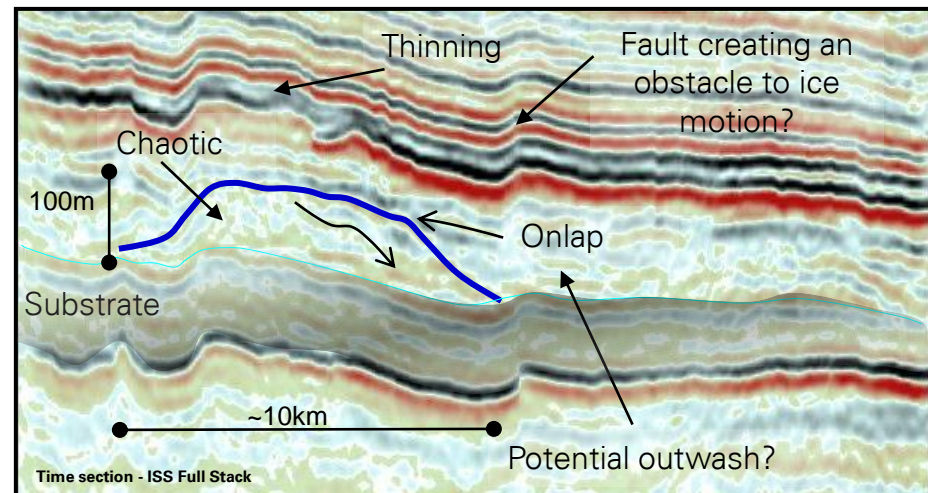 Thinning
Fault creating an
obstacle to ice
motion?
Chaotic
100m
Onlap
Substrate
~10km
Potential outwash?
Time section - ISS Full Stack